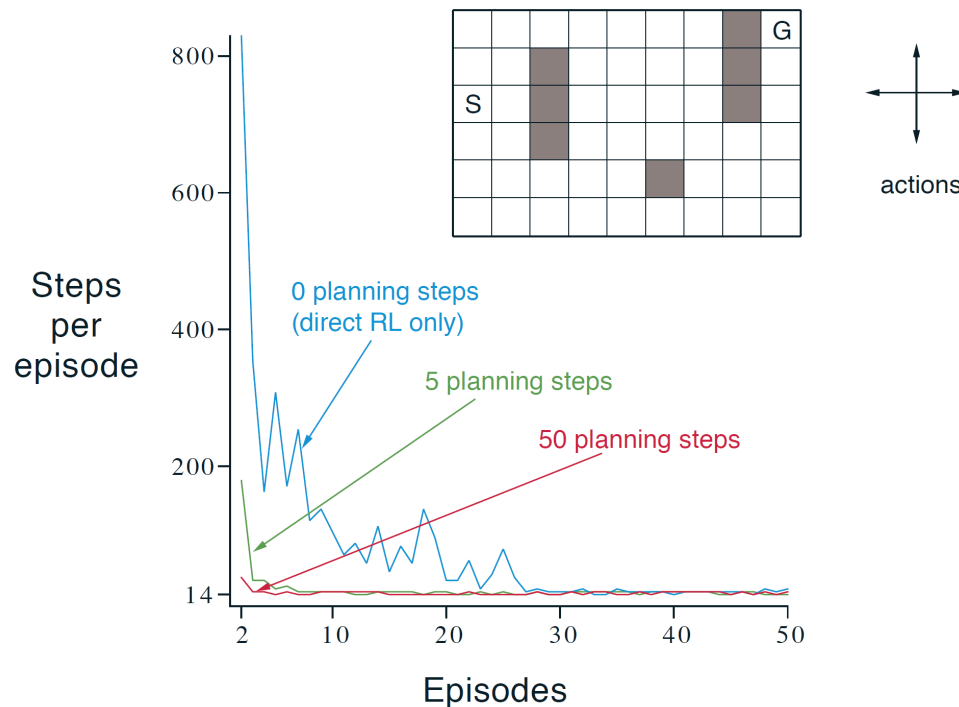 G
S
actions
800
600
400
200
14
Steps
per
episode
0 planning steps
(direct RL only)
5 planning steps
50 planning steps
2 10 20 30 40 50
Episodes